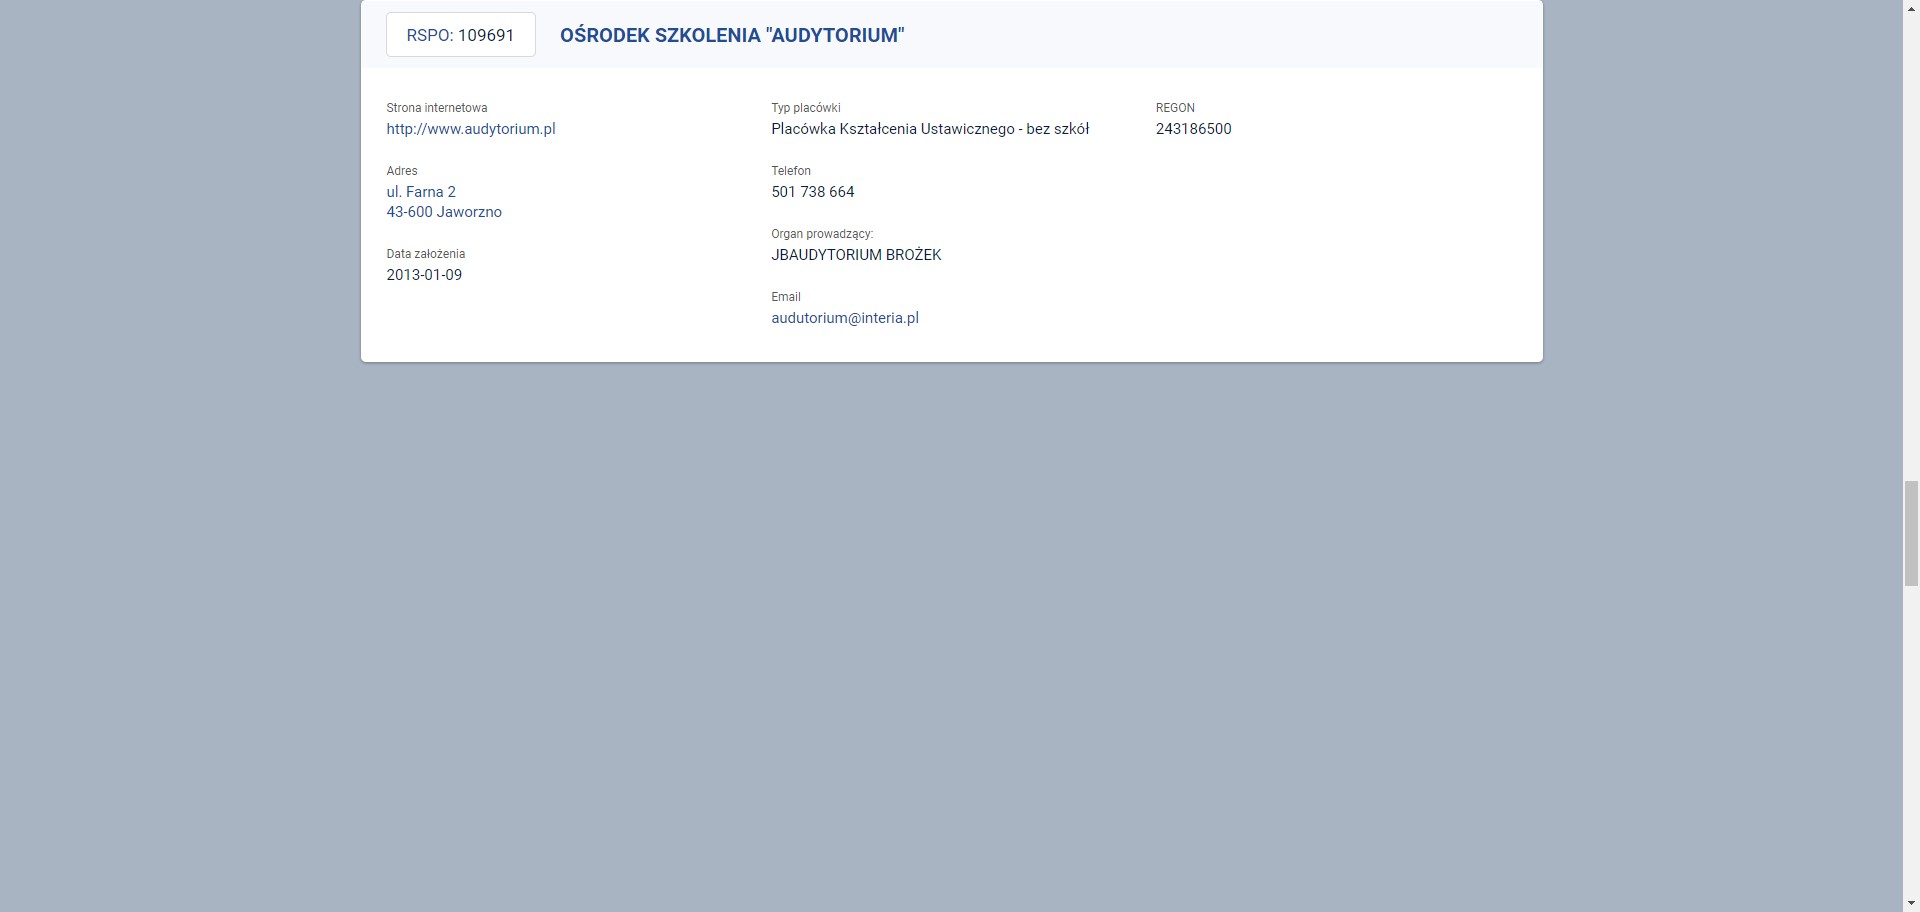 RSPO: 109691
OŚRODEK SZKOLENIA "AUDYTORIUM"
Strona internetowa
http://www.audytorium.pl
Adres
ul. Farna 2
43-600 Jaworzno
Data założenia
2013-01-09
Typ placówki
Placówka Kształcenia Ustawicznego - bez szkół
Telefon
501 738 664
Organ prowadzący:
JBAUDYTORIUM BROŻEK
Email
audutorium@interia.pl
REGON
243186500